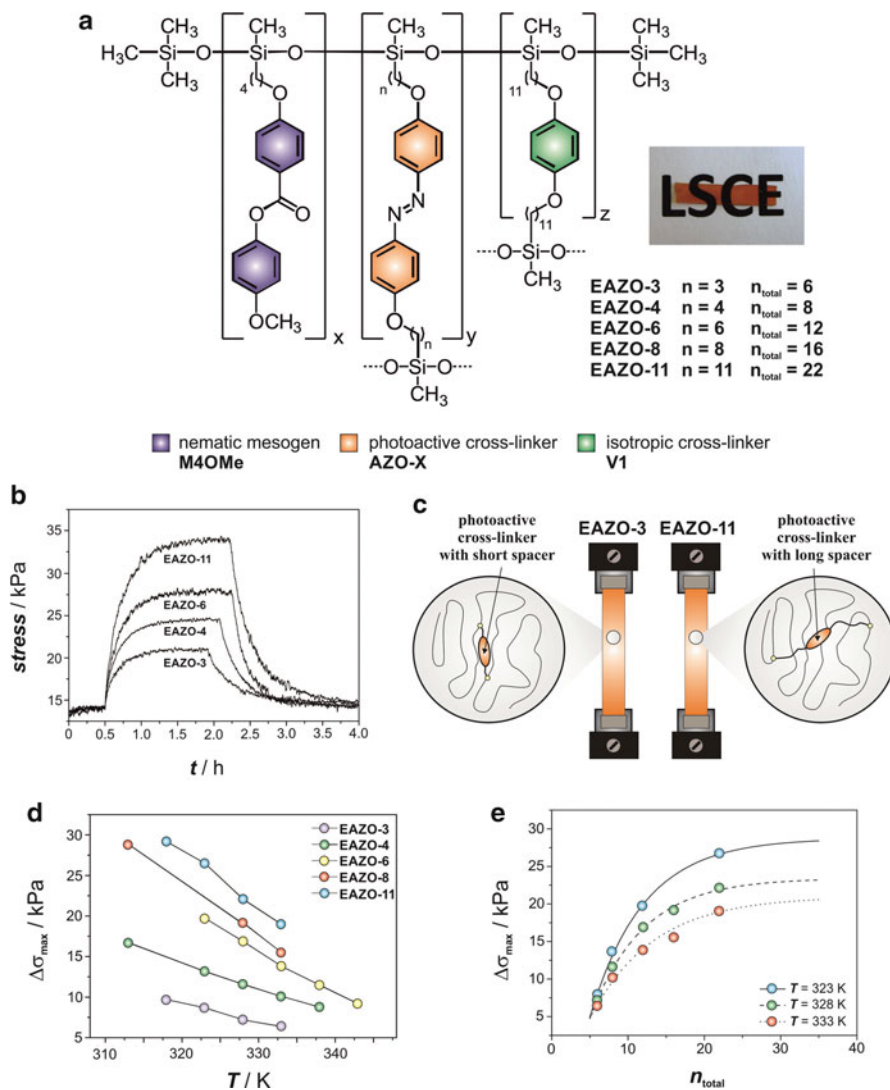 a
CH3 CH3 CH3 CH3 CH3
H3C Si O Si O Si O Si O Si CH3
CH3 CH3
4 n 11
O O O
O O N N O
11
Si O
O
CH3
z
OCH3 O
x n y
O Si O
CH3
LSCE
EAZO-3 n = 3 n_total = 6
EAZO-4 n = 4 n_total = 8
EAZO-6 n = 6 n_total = 12
EAZO-8 n = 8 n_total = 16
EAZO-11 n = 11 n_total = 22
nematic mesogen photoactive cross-linker isotropic cross-linker
M4OMe AZO-X V1
b
stress / kPa
35
30
25
20
15
EAZO-11
EAZO-6
EAZO-4
EAZO-3
0 0.5 1.0 1.5 2.0 2.5 3.0 3.5 4.0
t / h
c
photoactive cross-linker with short spacer
EAZO-3 EAZO-11
photoactive cross-linker with long spacer
d
Δσmax / kPa
30
25
20
15
10
5
EAZO-3
EAZO-4
EAZO-6
EAZO-8
EAZO-11
310 320 330 340
T / K
e
Δσmax / kPa
30
25
20
15
10
5
T = 323 K
T = 328 K
T = 333 K
0 10 20 30 40
n_total